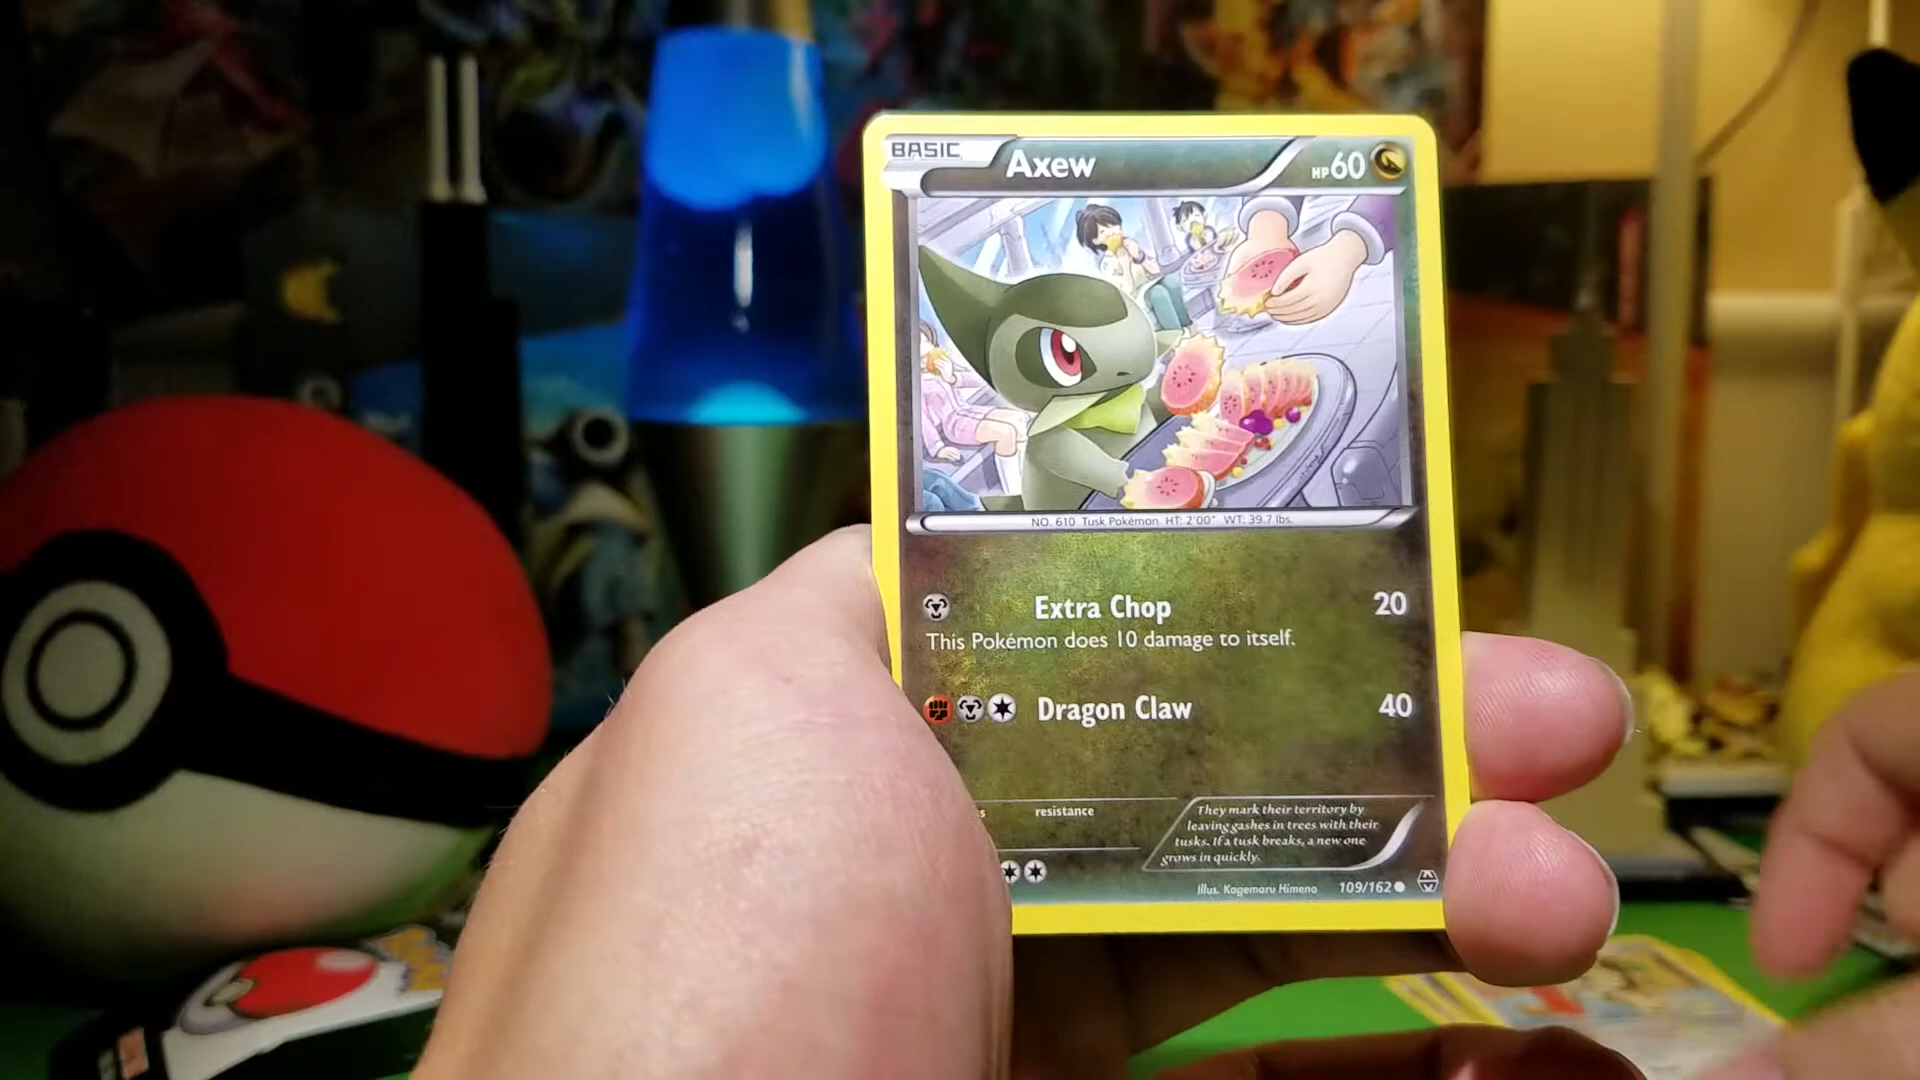 BASIC
Axew
HP60
NO. 610 Tusk Pokémon HT: 2'00" WT: 39.7 lbs.
Extra Chop 20
This Pokémon does 10 damage to itself.
Dragon Claw 40
resistance
They mark their territory by
leaving gashes in trees with their
tusks. If a tusk breaks, a new one
grows in quickly.
Illus. Kagemaru Himeno 109/162